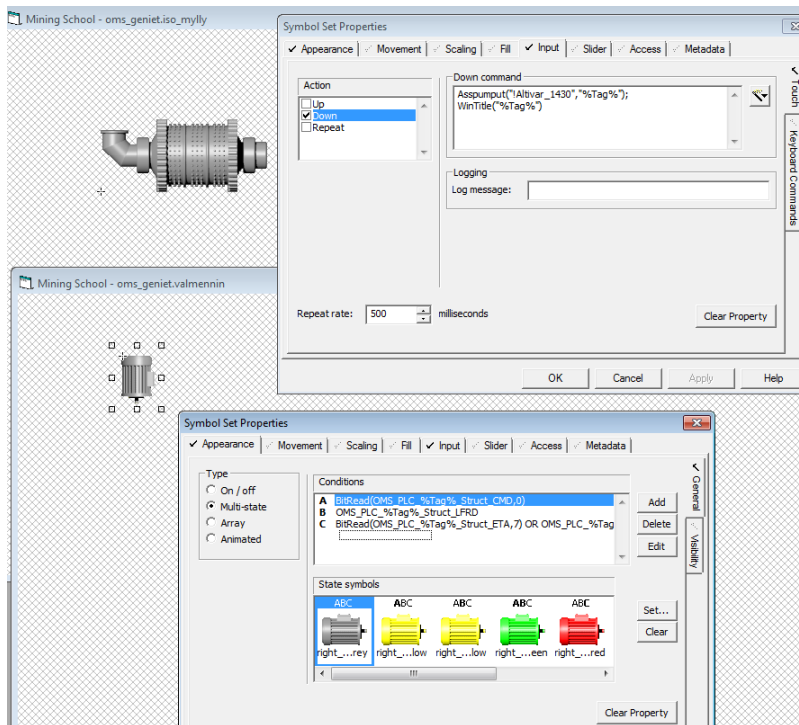 Mining School - oms_geniet.iso_mylly
Symbol Set Properties
Appearance Movement Scaling Fill Input Slider Access Metadata
Action
Up
Down
Repeat
Down command
Asspumput("!Altivar_1430","%Tag%");
WinTitle("%Tag%")
Logging
Log message:
Repeat rate: 500 milliseconds
Clear Property
Touch
Keyboard Commands
OK Cancel Apply Help
Mining School - oms_geniet.valmennin
Symbol Set Properties
Appearance Movement Scaling Fill Input Slider Access Metadata
Type
On / off
Multi-state
Array
Animated
Conditions
A BitRead(OMS_PLC_%Tag%_Struct_CMD,0)
B OMS_PLC_%Tag%_Struct_LFRD
C BitRead(OMS_PLC_%Tag%_Struct_ETA,7) OR OMS_PLC_%Tag
Add
Delete
Edit
State symbols
ABC ABC ABC ABC ABC
right_...rey right_...low right_...low right_...een right_...red
Set...
Clear
Clear Property
General
Visibility